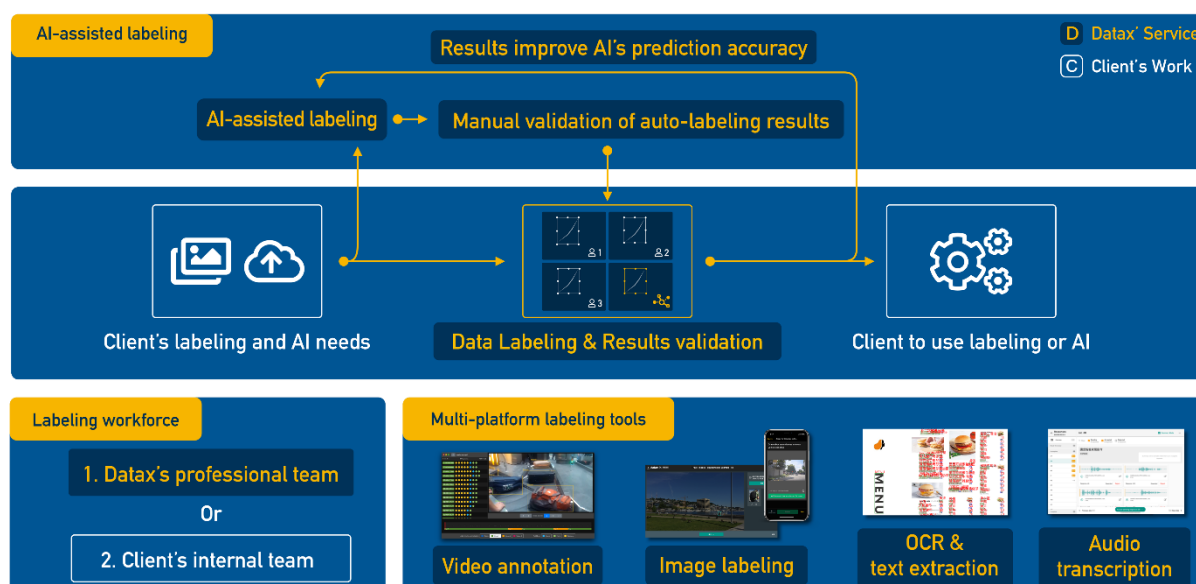 AI-assisted labeling
Results improve AI's prediction accuracy
D Datax' Service
C Client's Work
AI-assisted labeling
Manual validation of auto-labeling results
1
2
3
Client's labeling and AI needs
Data Labeling & Results validation
Client to use labeling or AI
Labeling workforce
Multi-platform labeling tools
1. Datax's professional team
Or
2. Client's internal team
MENU
Video annotation
Image labeling
OCR &
text extraction
Audio
transcription